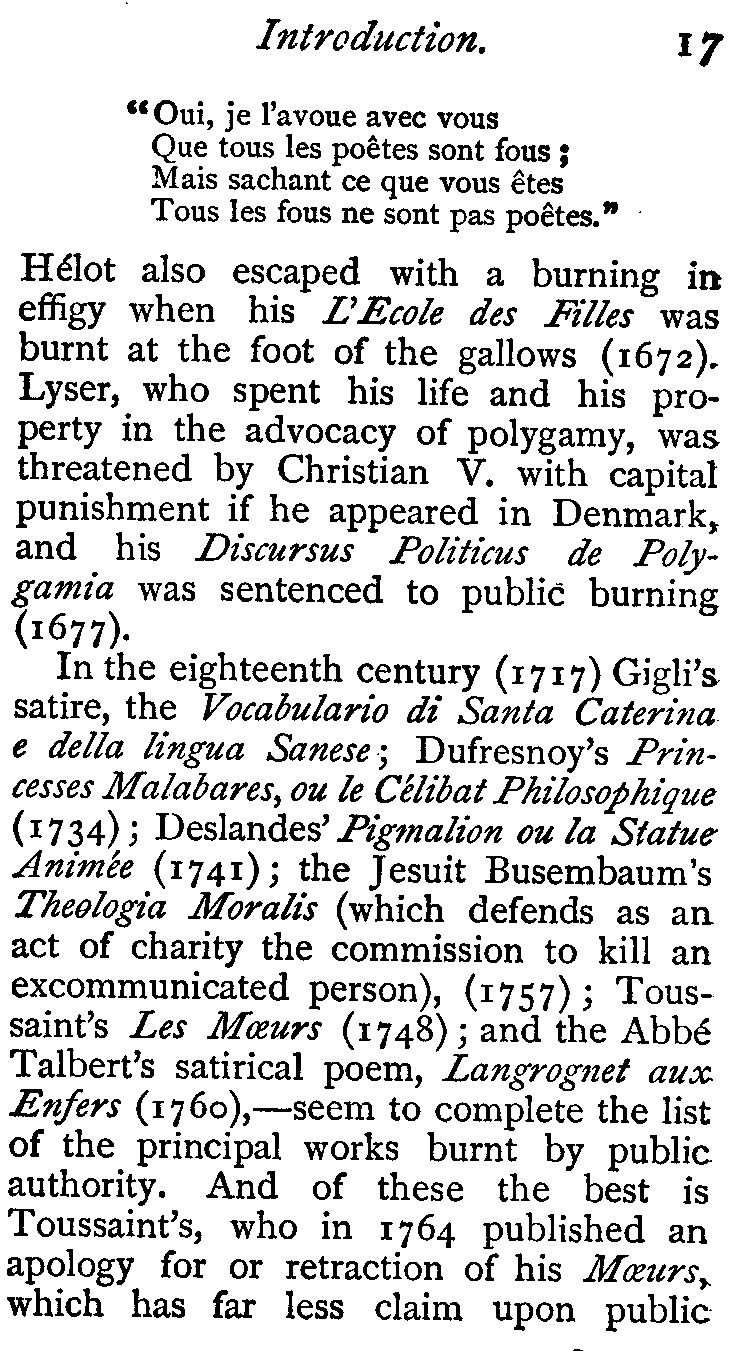 Introduction. 17
“Oui, je l'avoue avec vous
Que tous les poêtes sont fous ;
Mais sachant ce que vous êtes
Tous les fous ne sont pas poêtes.”
Hélot also escaped with a burning in
effigy when his L'Ecole des Filles was
burnt at the foot of the gallows (1672).
Lyser, who spent his life and his pro-
perty in the advocacy of polygamy, was
threatened by Christian V. with capital
punishment if he appeared in Denmark,
and his Discursus Politicus de Poly-
gamia was sentenced to public burning
(1677).
In the eighteenth century (1717) Gigli's
satire, the Vocabulario di Santa Caterina
e della lingua Sanese ; Dufresnoy's Prin-
cesses Malabares, ou le Célibat Philosophique
(1734) ; Deslandes' Pigmalion ou la Statue
Animée (1741) ; the Jesuit Busembaum's
Theologia Moralis (which defends as an
act of charity the commission to kill an
excommunicated person), (1757) ; Tous-
saint's Les Mœurs (1748) ; and the Abbé
Talbert's satirical poem, Langrognet aux
Enfers (1760),—seem to complete the list
of the principal works burnt by public
authority. And of these the best is
Toussaint's, who in 1764 published an
apology for or retraction of his Mœurs,
which has far less claim upon public